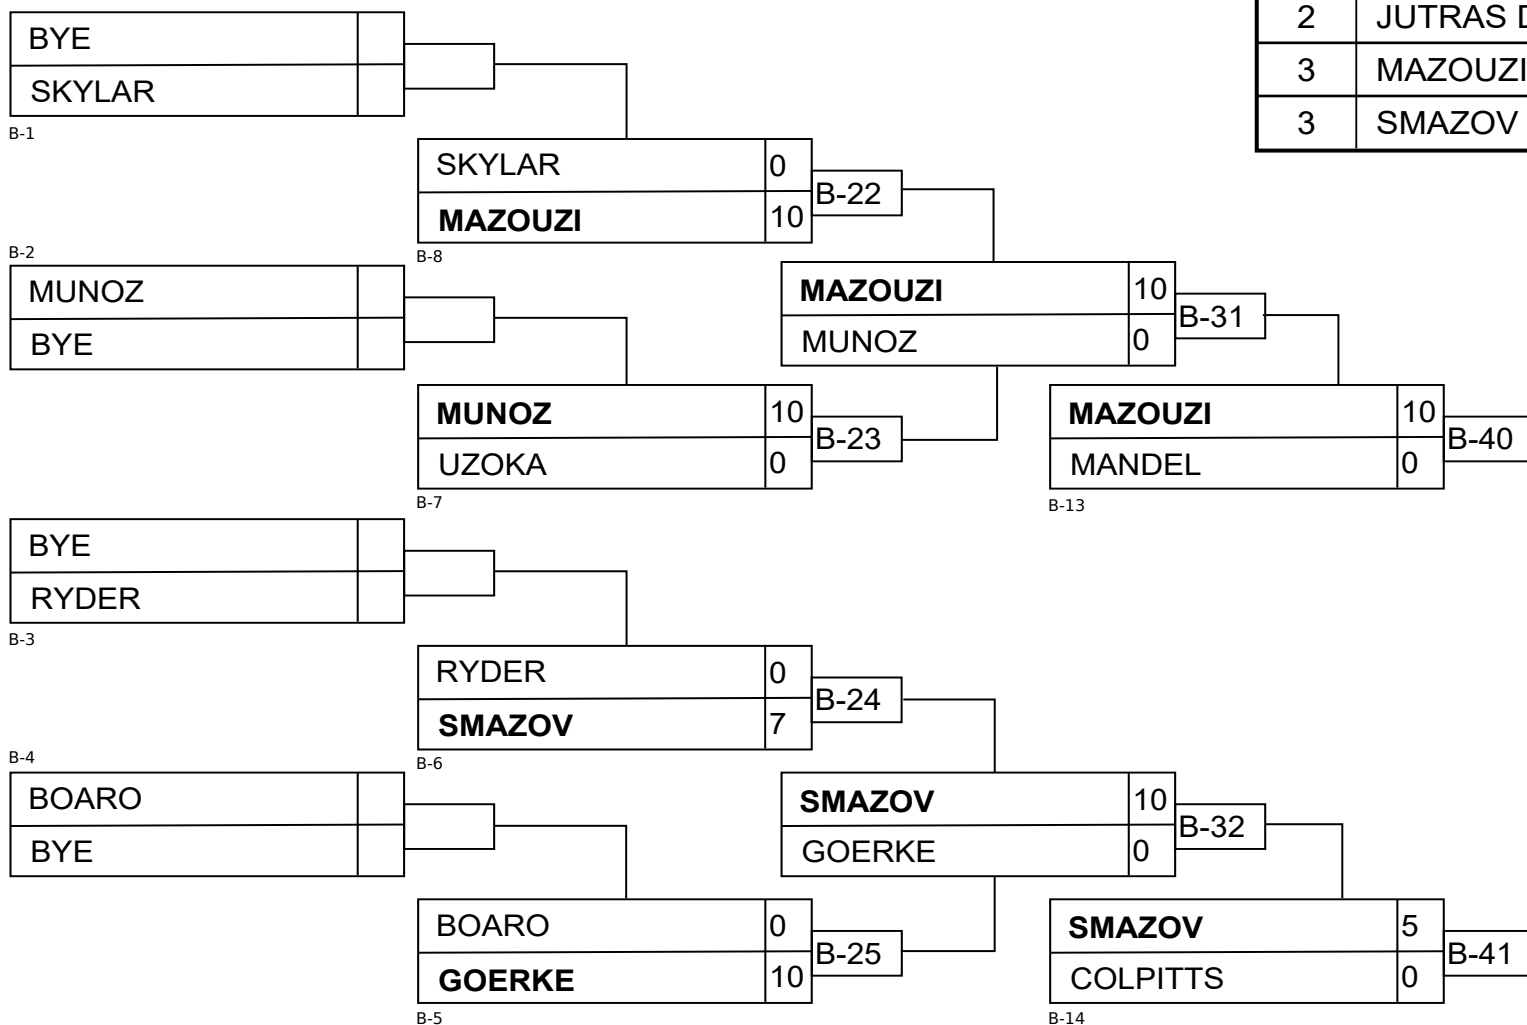 BYE
SKYLAR
B-1
2 JUTRAS
3 MAZOUZI
3 SMAZOV
SKYLAR 0
MAZOUZI 10
B-22
B-8
B-2
MUNOZ
BYE
MAZOUZI 10
MUNOZ 0
B-31
MUNOZ 10
UZOKA 0
B-23
B-7
MAZOUZI 10
MANDEL 0
B-40
B-13
BYE
RYDER
B-3
RYDER 0
SMAZOV 7
B-24
B-6
B-4
BOARO
BYE
SMAZOV 10
GOERKE 0
B-32
BOARO 0
GOERKE 10
B-25
B-5
SMAZOV 5
COLPITTS 0
B-41
B-14